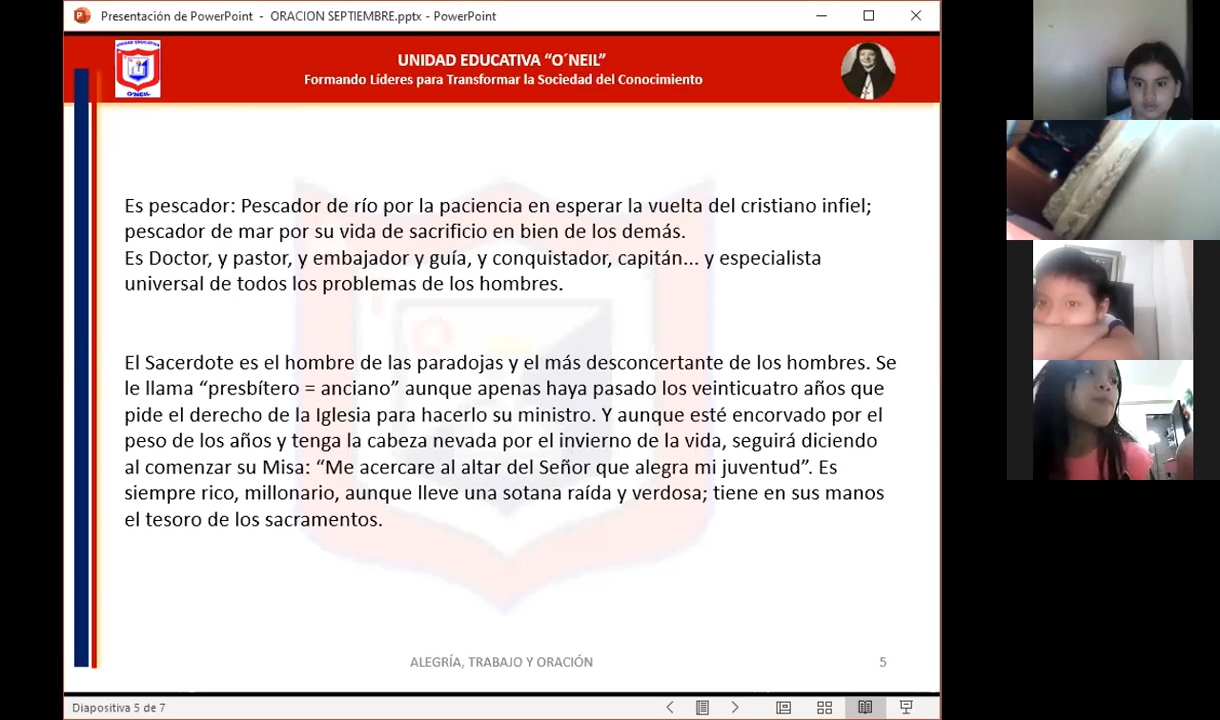 Presentación de PowerPoint - ORACION SEPTIEMBRE.pptx - PowerPoint
UNIDAD EDUCATIVA “O´NEIL”
Formando Líderes para Transformar la Sociedad del Conocimiento
O'NEIL
Es pescador: Pescador de río por la paciencia en esperar la vuelta del cristiano infiel;
pescador de mar por su vida de sacrificio en bien de los demás.
Es Doctor, y pastor, y embajador y guía, y conquistador, capitán... y especialista
universal de todos los problemas de los hombres.
El Sacerdote es el hombre de las paradojas y el más desconcertante de los hombres. Se
le llama “presbítero = anciano” aunque apenas haya pasado los veinticuatro años que
pide el derecho de la Iglesia para hacerlo su ministro. Y aunque esté encorvado por el
peso de los años y tenga la cabeza nevada por el invierno de la vida, seguirá diciendo
al comenzar su Misa: “Me acercare al altar del Señor que alegra mi juventud”. Es
siempre rico, millonario, aunque lleve una sotana raída y verdosa; tiene en sus manos
el tesoro de los sacramentos.
ALEGRÍA, TRABAJO Y ORACIÓN 5
Diapositiva 5 de 7